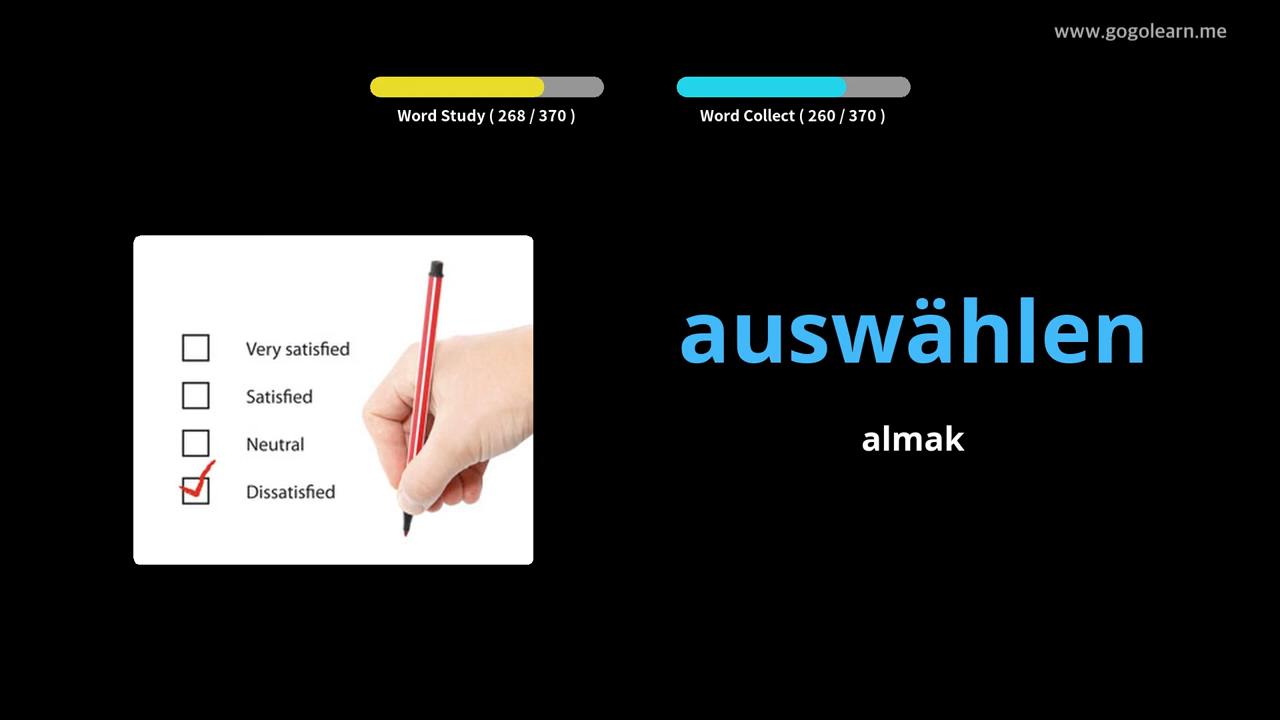 www.gogolearn.me
Word Study ( 268 / 370 )
Word Collect ( 260 / 370 )
Very satisfied
Satisfied
Neutral
Dissatisfied
auswählen
almak